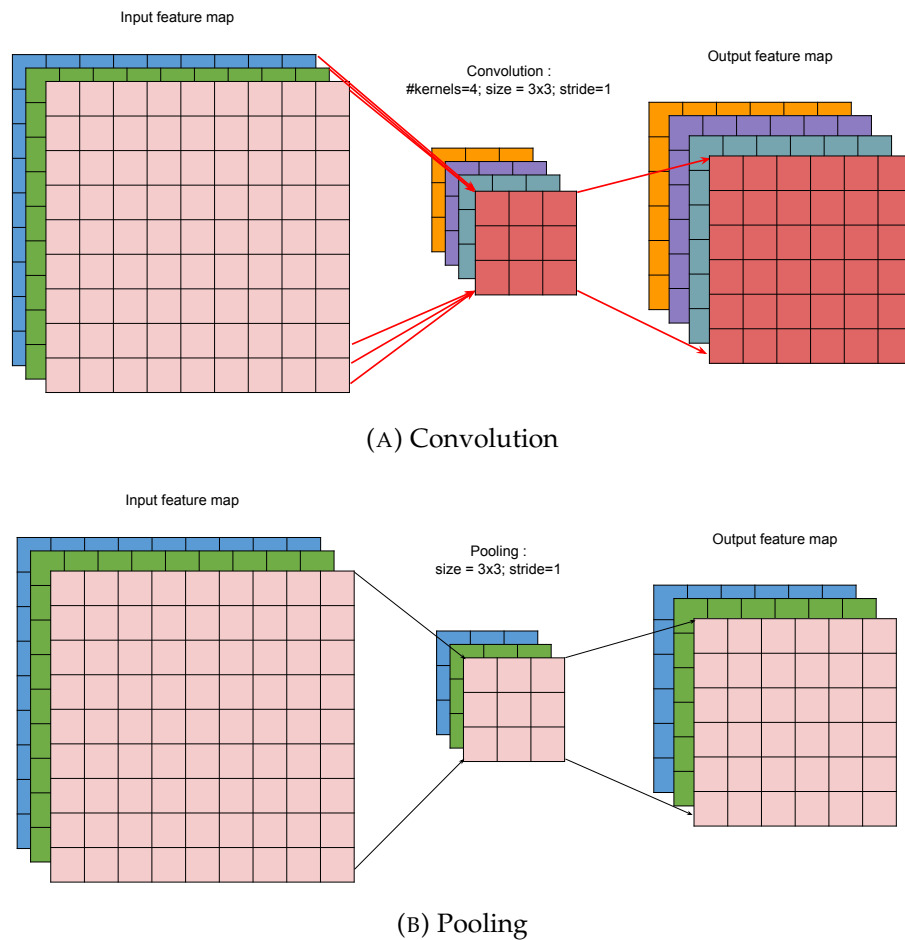 Input feature map
Convolution :
#kernels=4; size = 3x3; stride=1
Output feature map
(A) Convolution
Input feature map
Pooling :
size = 3x3; stride=1
Output feature map
(B) Pooling